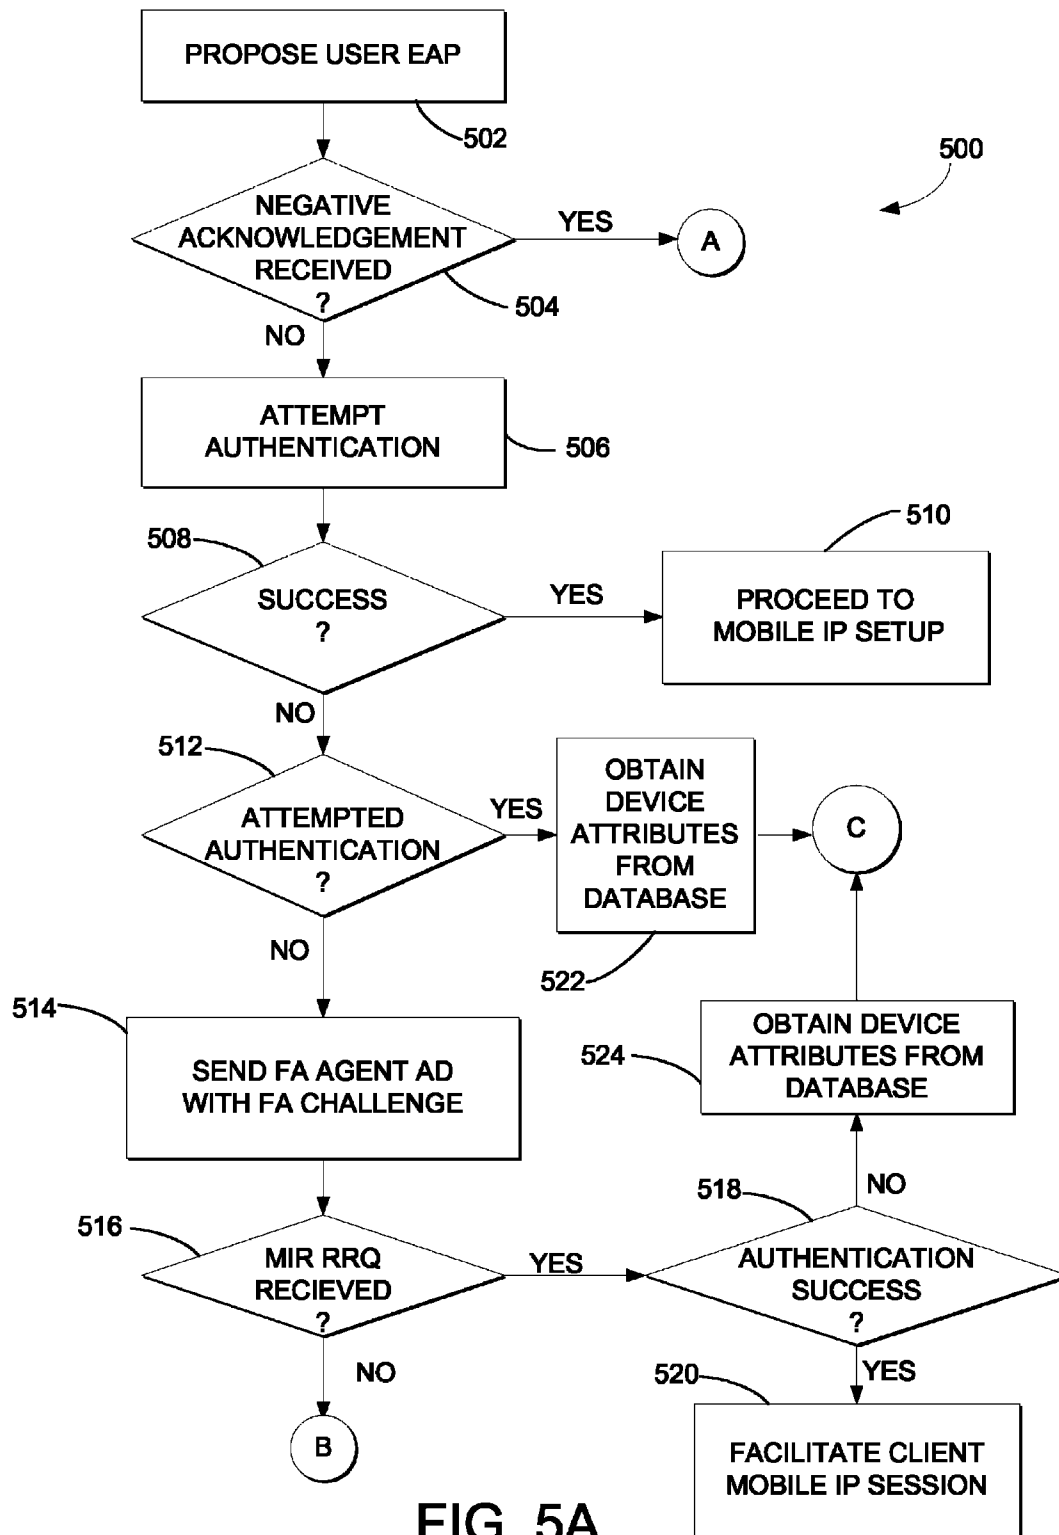 PROPOSE USER EAP
502
500
NEGATIVE
ACKNOWLEDGEMENT
RECEIVED
?
YES
A
504
NO
ATTEMPT
AUTHENTICATION
506
508
SUCCESS
?
YES
510
PROCEED TO
MOBILE IP SETUP
NO
512
ATTEMPTED
AUTHENTICATION
?
YES
OBTAIN
DEVICE
ATTRIBUTES
FROM
DATABASE
522
C
NO
514
SEND FA AGENT AD
WITH FA CHALLENGE
524
OBTAIN DEVICE
ATTRIBUTES FROM
DATABASE
516
MIR RRQ
RECIEVED
?
YES
518
NO
AUTHENTICATION
SUCCESS
?
NO
B
YES
520
FACILITATE CLIENT
MOBILE IP SESSION
FIG. 5A